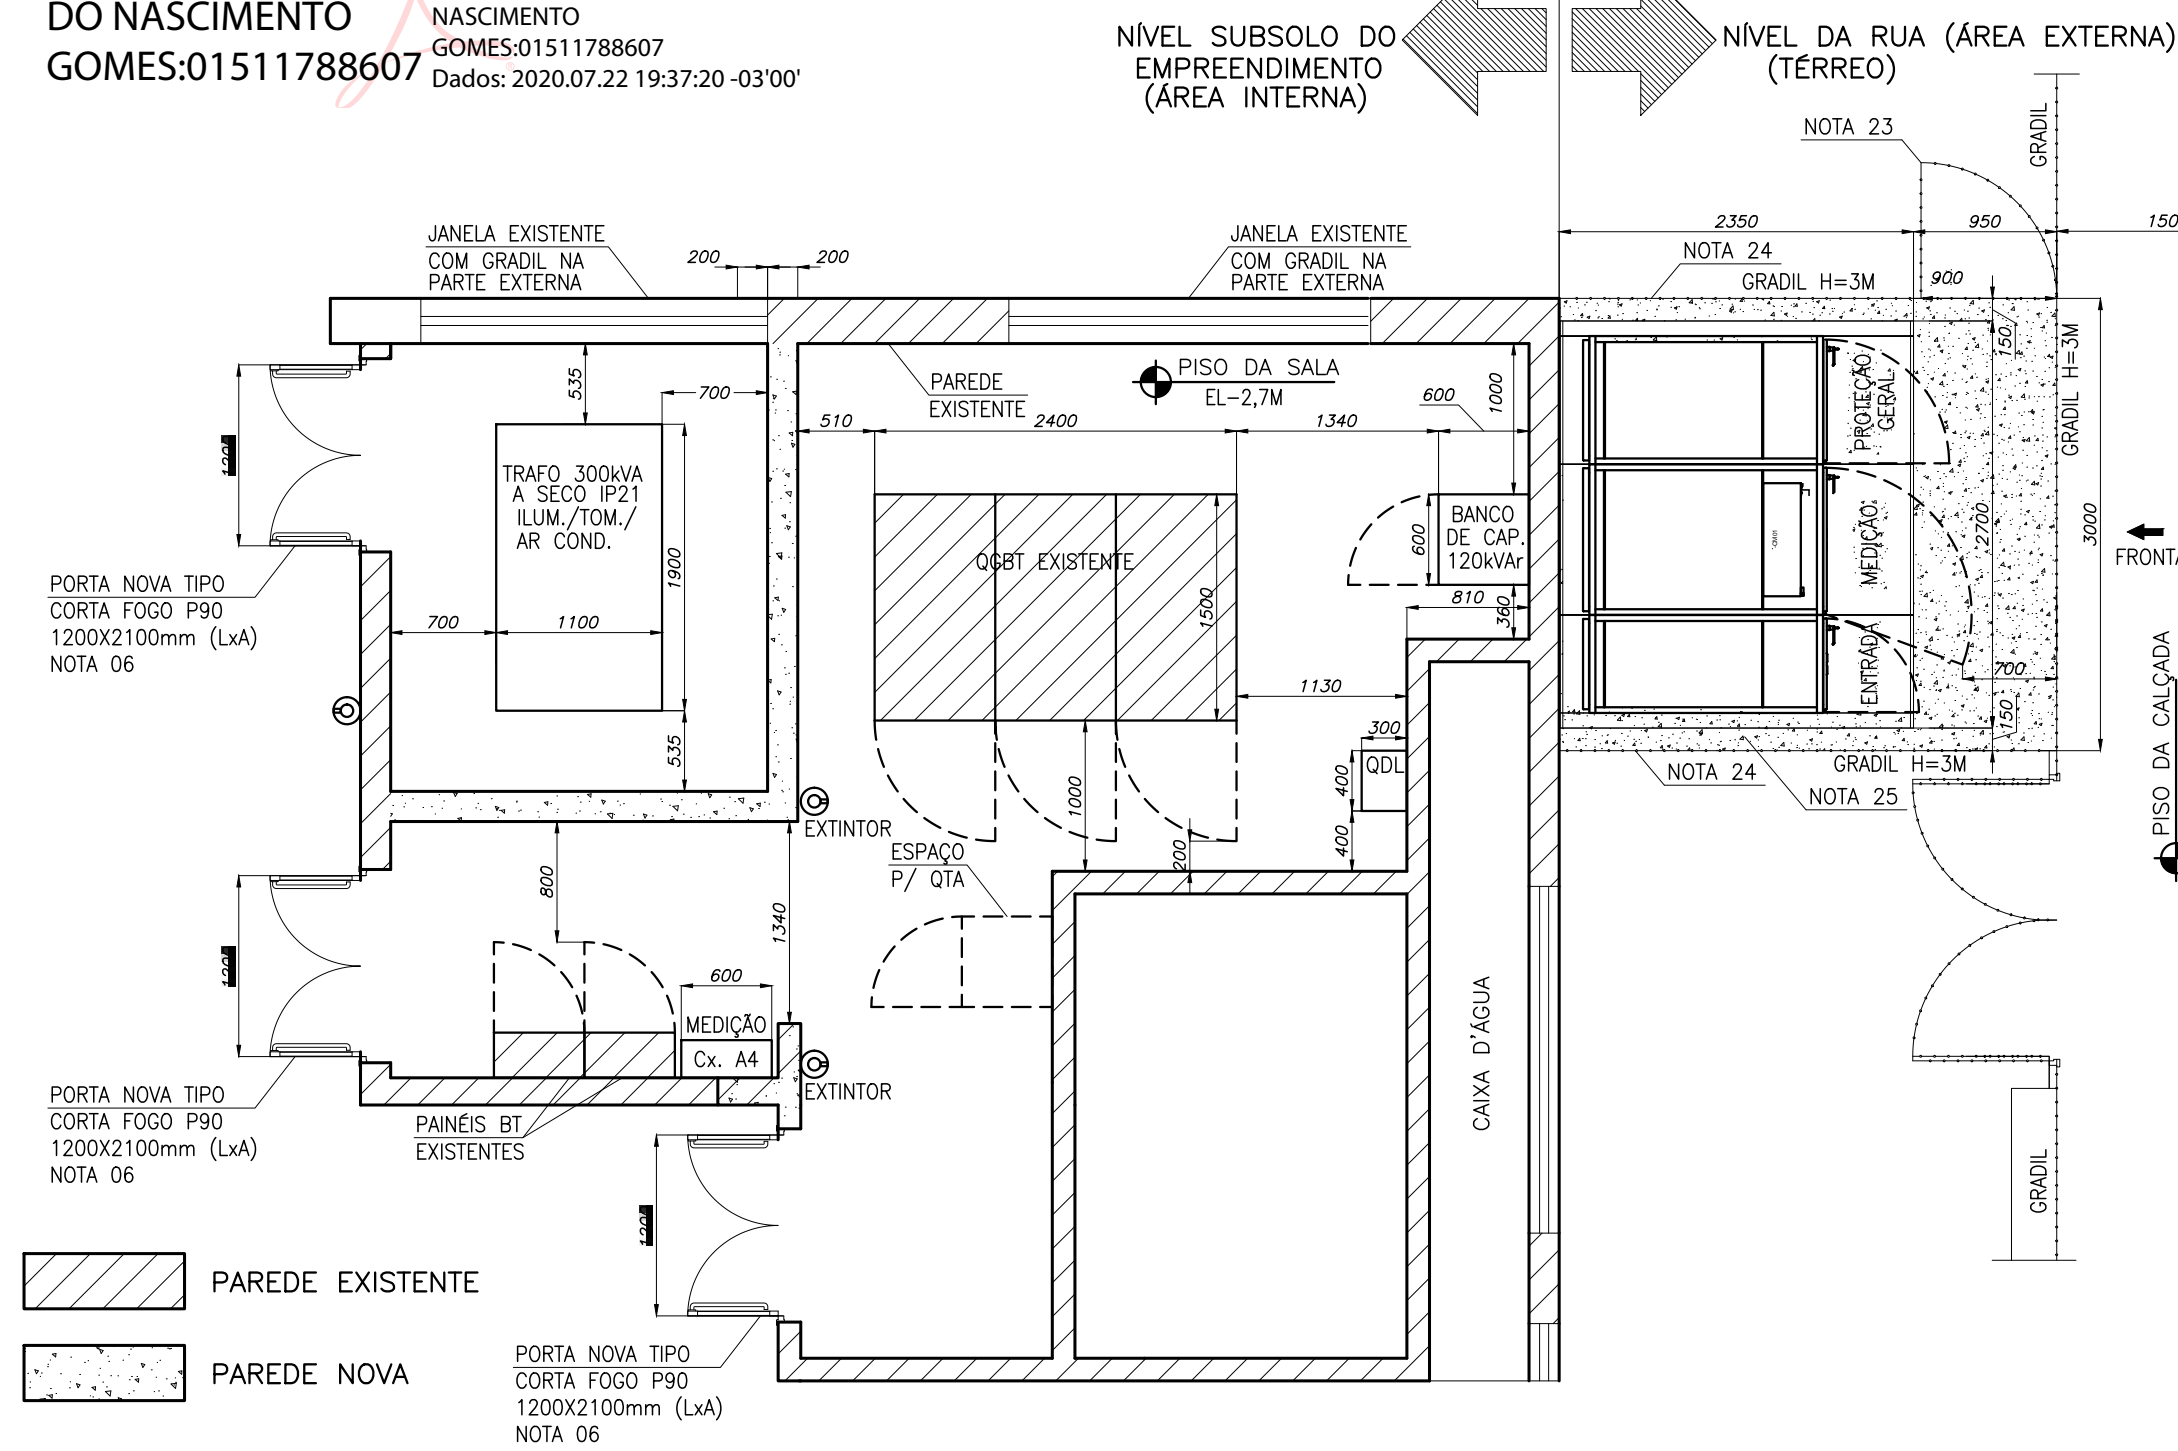 DO NASCIMENTO
GOMES:01511788607
NASCIMENTO
GOMES:01511788607
Dados: 2020.07.22 19:37:20 -03'00'
NÍVEL SUBSOLO DO
EMPREENDIMENTO
(ÁREA INTERNA)
NÍVEL DA RUA (ÁREA EXTERNA)
(TÉRREO)
NOTA 23
GRADIL
2350
950
NOTA 24
GRADIL H=3M
900
JANELA EXISTENTE
COM GRADIL NA
PARTE EXTERNA
200
200
JANELA EXISTENTE
COM GRADIL NA
PARTE EXTERNA
535
700
PAREDE
EXISTENTE
PISO DA SALA
EL-2,7M
600
1000
510
2400
1340
TRAFO 300kVA
A SECO IP21
ILUM./TOM./
AR COND.
1900
700
1100
535
QGBT EXISTENTE
1500
600
BANCO
DE CAP.
120kVAr
810
360
1130
300
QDL
400
400
1000
200
PROTEÇÃO
GERAL
MEDIÇÃO
ENTRADA
150
2700
150
700
3000
GRADIL H=3M
PISO DA CALÇADA
NOTA 24
GRADIL H=3M
NOTA 25
PORTA NOVA TIPO
CORTA FOGO P90
1200X2100mm (LxA)
NOTA 06
EXTINTOR
ESPAÇO
P/ QTA
800
1340
600
MEDIÇÃO
Cx. A4
EXTINTOR
CAIXA D'ÁGUA
PORTA NOVA TIPO
CORTA FOGO P90
1200X2100mm (LxA)
NOTA 06
PAINÉIS BT
EXISTENTES
GRADIL
PAREDE EXISTENTE
PAREDE NOVA
PORTA NOVA TIPO
CORTA FOGO P90
1200X2100mm (LxA)
NOTA 06